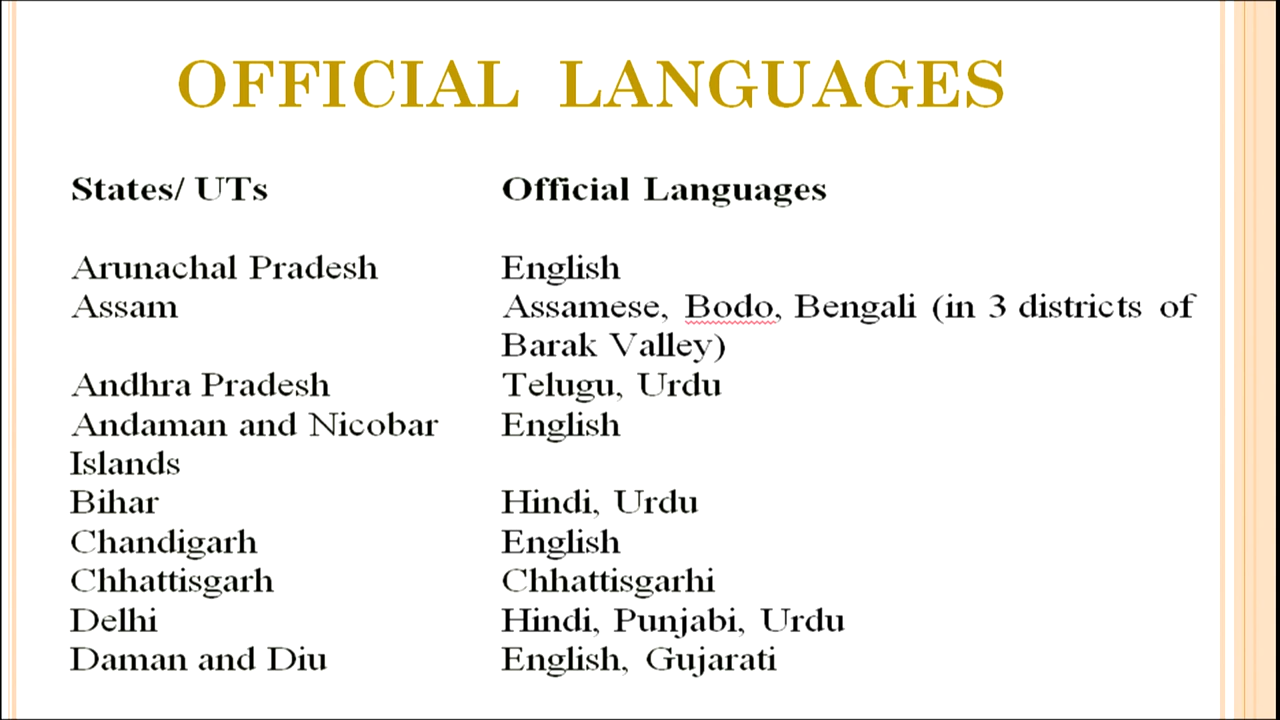 OFFICIAL LANGUAGES
States/ UTs Official Languages
Arunachal Pradesh English
Assam Assamese, Bodo, Bengali (in 3 districts of
Barak Valley)
Andhra Pradesh Telugu, Urdu
Andaman and Nicobar English
Islands
Bihar Hindi, Urdu
Chandigarh English
Chhattisgarh Chhattisgarhi
Delhi Hindi, Punjabi, Urdu
Daman and Diu English, Gujarati